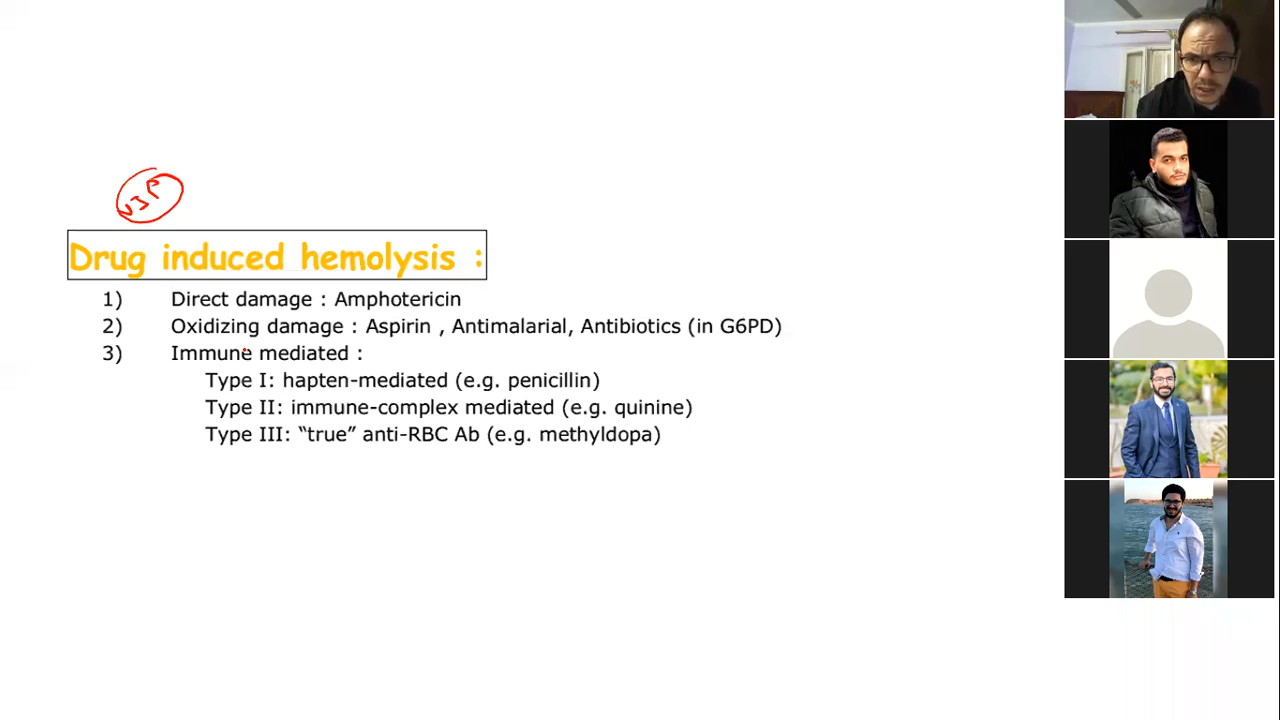 VIP
Drug induced hemolysis :
1) Direct damage : Amphotericin
2) Oxidizing damage : Aspirin , Antimalarial, Antibiotics (in G6PD)
3) Immune mediated :
Type I: hapten-mediated (e.g. penicillin)
Type II: immune-complex mediated (e.g. quinine)
Type III: “true” anti-RBC Ab (e.g. methyldopa)